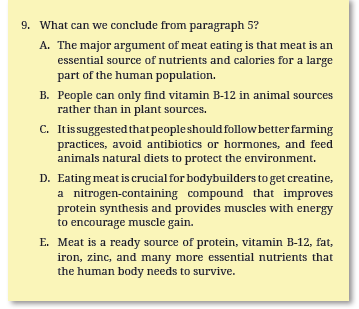 9. What can we conclude from paragraph 5?
A. The major argument of meat eating is that meat is an
essential source of nutrients and calories for a large
part of the human population.
B. People can only find vitamin B-12 in animal sources
rather than in plant sources.
C. It is suggested that people should follow better farming
practices, avoid antibiotics or hormones, and feed
animals natural diets to protect the environment.
D. Eating meat is crucial for bodybuilders to get creatine,
a nitrogen-containing compound that improves
protein synthesis and provides muscles with energy
to encourage muscle gain.
E. Meat is a ready source of protein, vitamin B-12, fat,
iron, zinc, and many more essential nutrients that
the human body needs to survive.